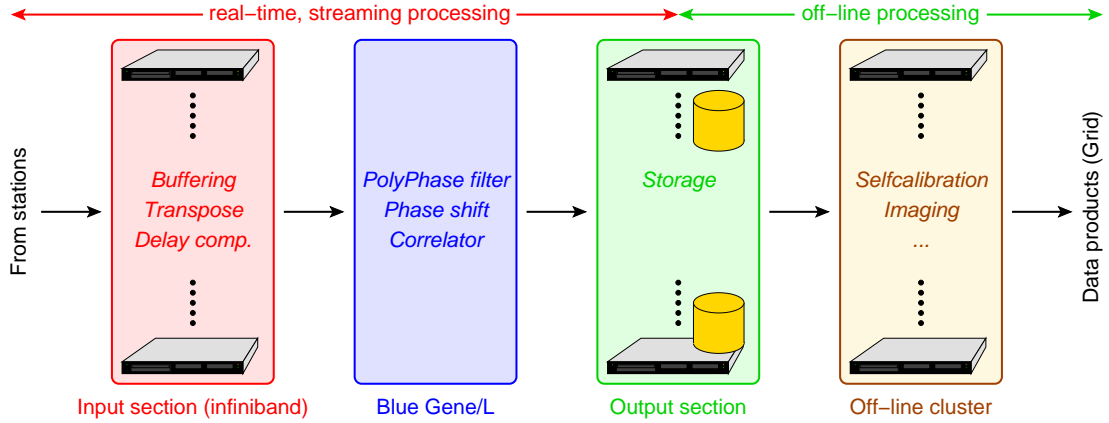 real−time, streaming processing
off−line processing
From stations
Buffering
Transpose
Delay comp.
PolyPhase filter
Phase shift
Correlator
Storage
Selfcalibration
Imaging
...
Data products (Grid)
Input section (infiniband)
Blue Gene/L
Output section
Off−line cluster